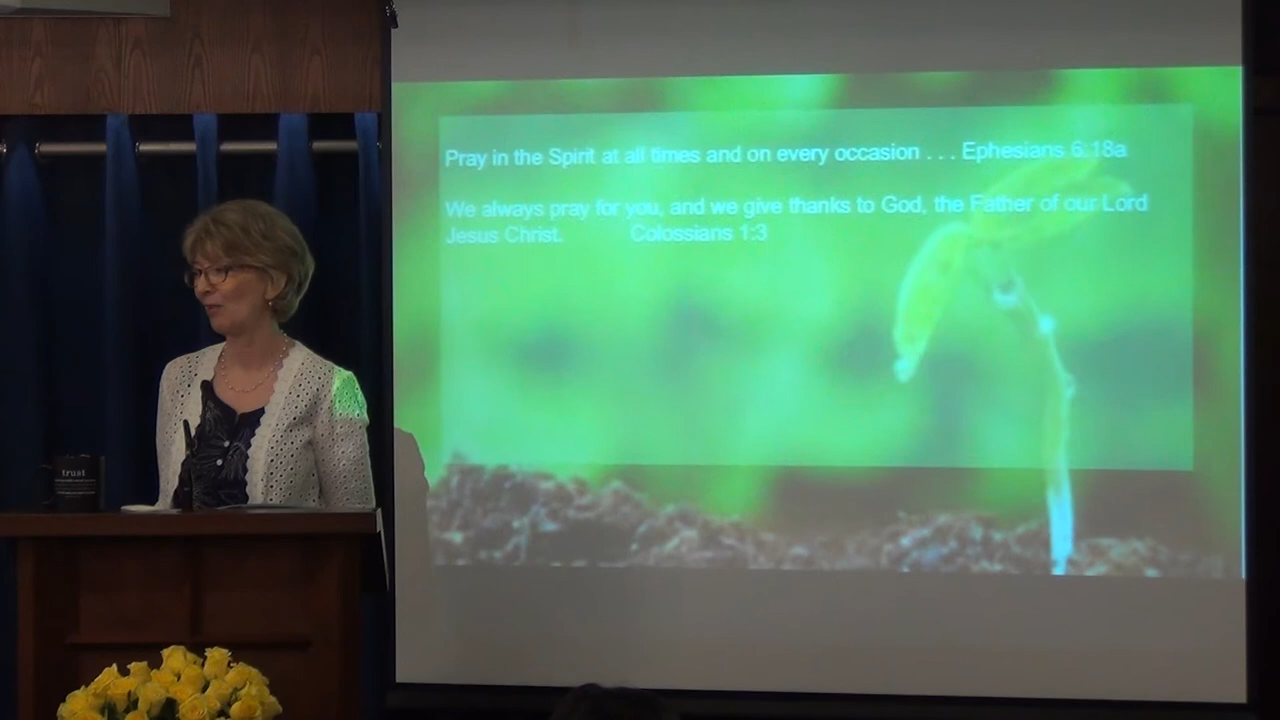 Pray in the Spirit at all times and on every occasion . . . Ephesians 6:18a
We always pray for you, and we give thanks to God, the Father of our Lord
Jesus Christ. Colossians 1:3
trust